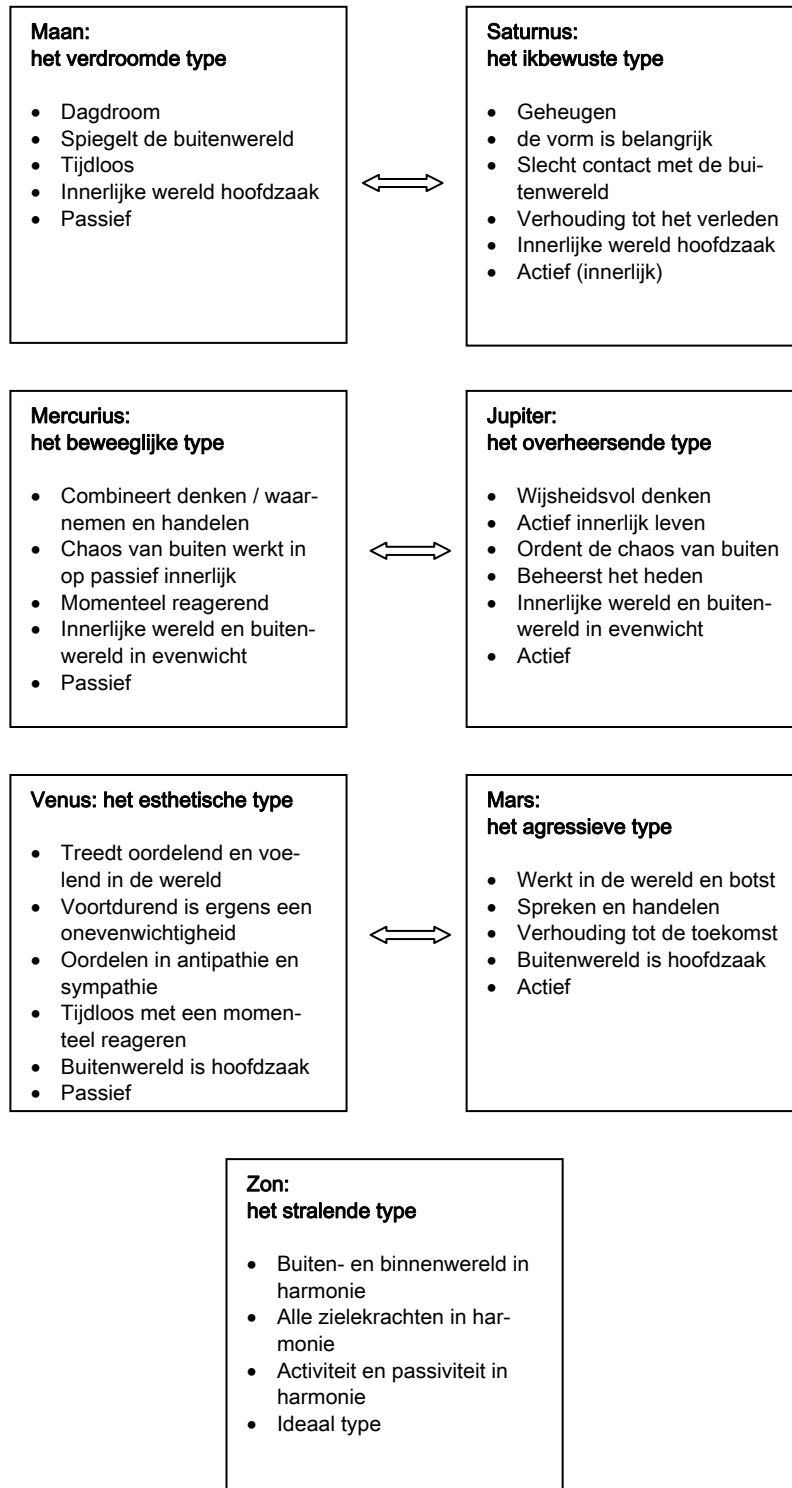 Maan:
het verdroomde type
• Dagdroom
• Spiegelt de buitenwereld
• Tijdloos
• Innerlijke wereld hoofdzaak
• Passief
Saturnus:
het ikbewuste type
• Geheugen
• de vorm is belangrijk
• Slecht contact met de bui-
tenwereld
• Verhouding tot het verleden
• Innerlijke wereld hoofdzaak
• Actief (innerlijk)
Mercurius:
het beweeglijke type
• Combineert denken / waar-
nemen en handelen
• Chaos van buiten werkt in
op passief innerlijk
• Momenteel reagerend
• Innerlijke wereld en buiten-
wereld in evenwicht
• Passief
Jupiter:
het overheersende type
• Wijsheidsvol denken
• Actief innerlijk leven
• Ordent de chaos van buiten
• Beheerst het heden
• Innerlijke wereld en buiten-
wereld in evenwicht
• Actief
Venus: het esthetische type
• Treedt oordelend en voe-
lend in de wereld
• Voortdurend is ergens een
onevenwichtigheid
• Oordelen in antipathie en
sympathie
• Tijdloos met een momen-
teel reageren
• Buitenwereld is hoofdzaak
• Passief
Mars:
het agressieve type
• Werkt in de wereld en botst
• Spreken en handelen
• Verhouding tot de toekomst
• Buitenwereld is hoofdzaak
• Actief
Zon:
het stralende type
• Buiten- en binnenwereld in
harmonie
• Alle zielekrachten in har-
monie
• Activiteit en passiviteit in
harmonie
• Ideaal type